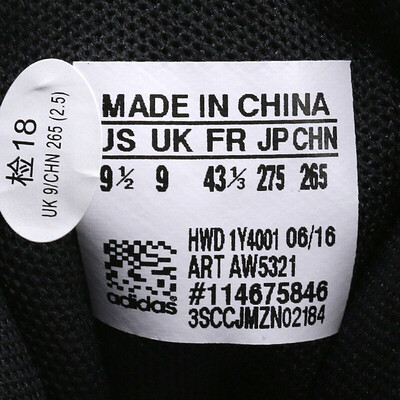 检18
UK 9/CHN 265 (2.5)
MADE IN CHINA
US UK FR JP CHN
9½ 9 43⅓ 275 265
HWD 1Y4001 06/16
ART AW5321
#114675846
3SCCJMZN02184
adidas